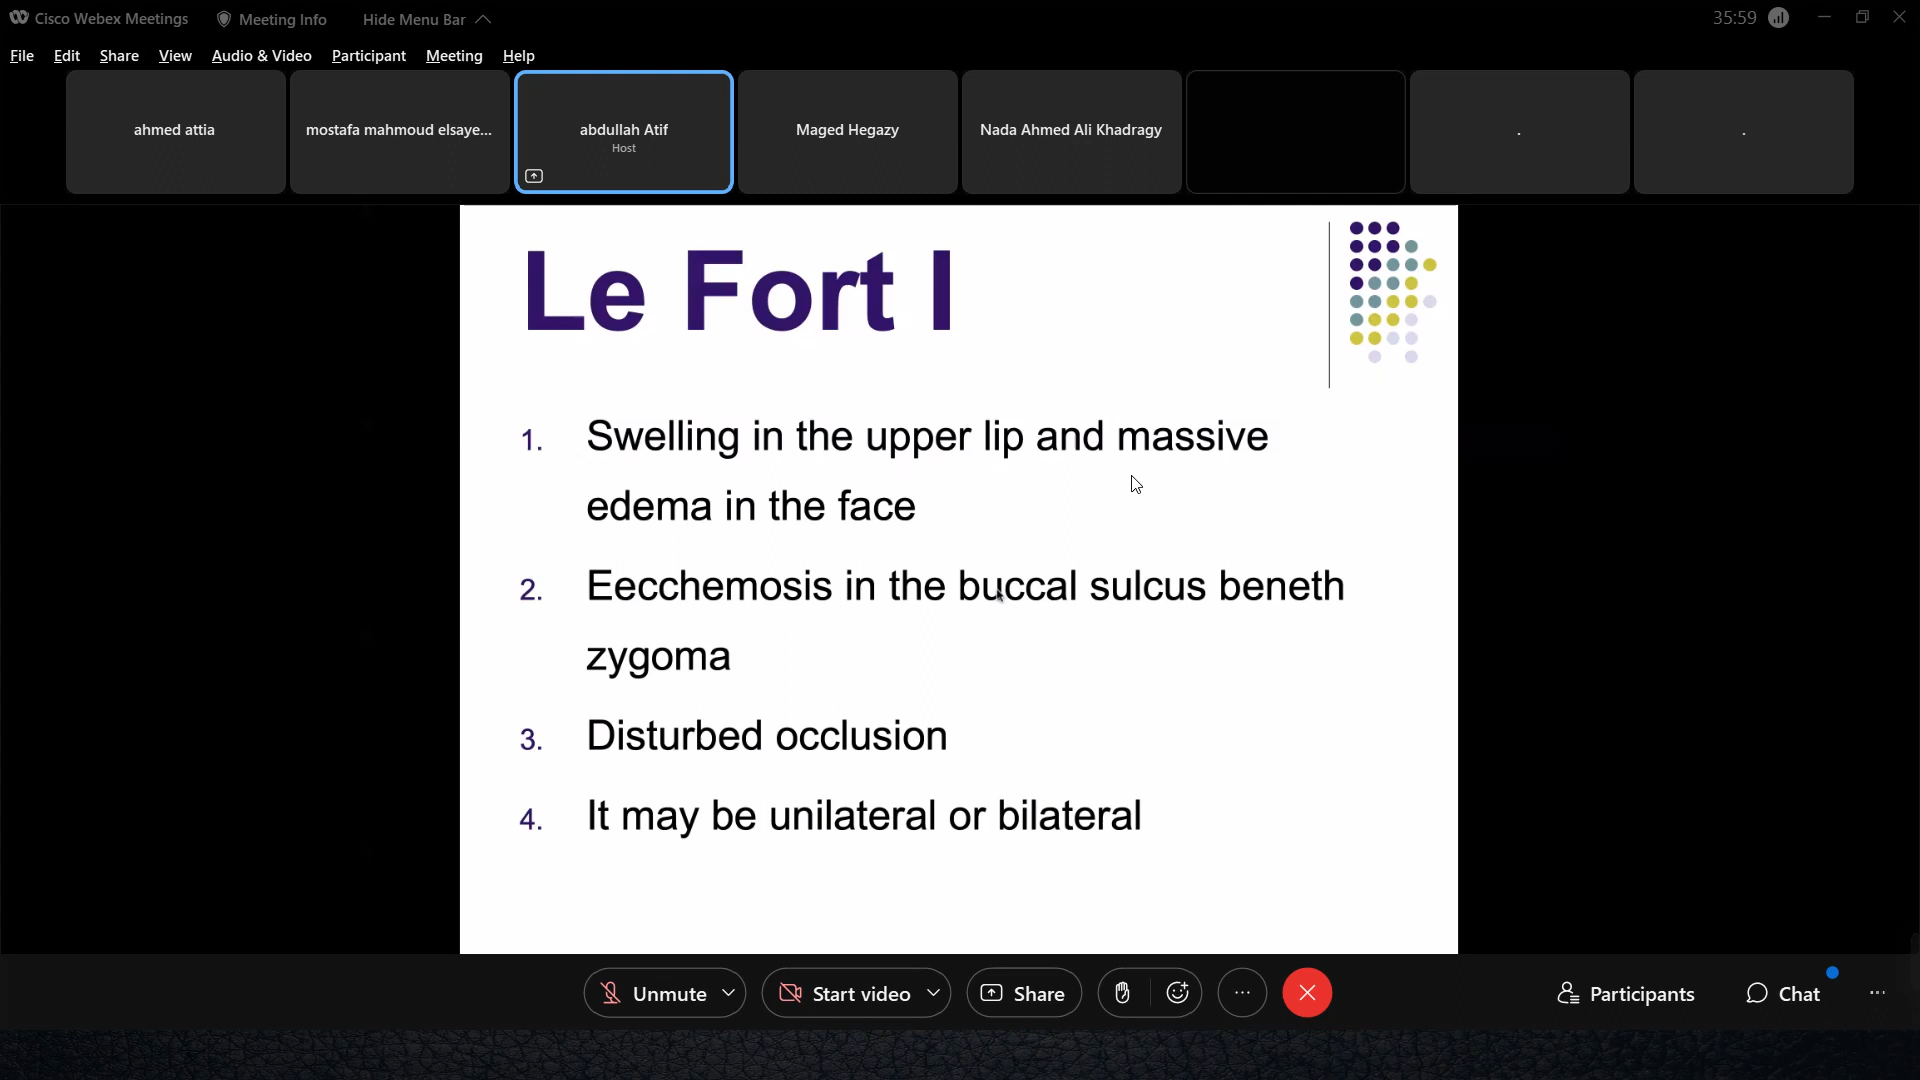 Cisco Webex Meetings Meeting Info Hide Menu Bar 35:59
File Edit Share View Audio & Video Participant Meeting Help
ahmed attia
mostafa mahmoud elsaye...
abdullah Atif
Host
Maged Hegazy
Nada Ahmed Ali Khadragy
.
.
Le Fort I
1. Swelling in the upper lip and massive
edema in the face
2. Eecchemosis in the buccal sulcus beneth
zygoma
3. Disturbed occlusion
4. It may be unilateral or bilateral
Unmute Start video Share Participants Chat